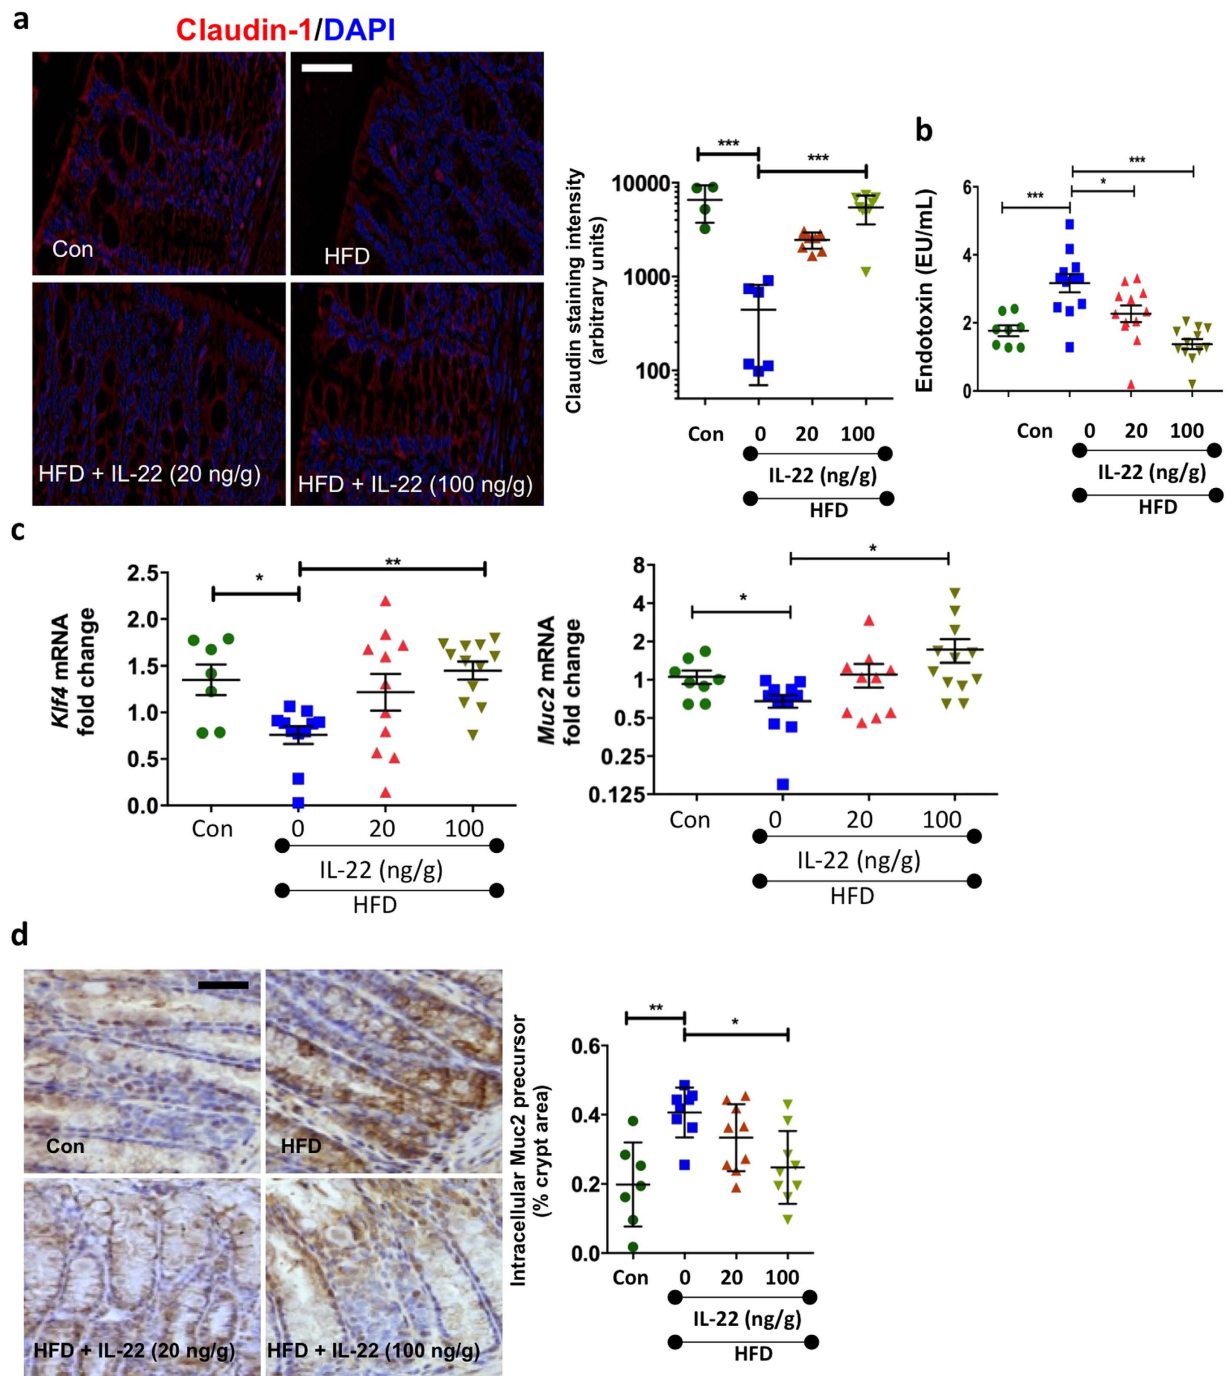 a
Claudin-1/DAPI
Con
HFD
HFD + IL-22 (20 ng/g)
HFD + IL-22 (100 ng/g)
Claudin staining intensity
(arbitrary units)
***
***
10000
1000
100
Con
0
20
100
IL-22 (ng/g)
HFD
b
Endotoxin (EU/mL)
***
*
***
6
4
2
0
Con
0
20
100
IL-22 (ng/g)
HFD
c
Klf4 mRNA
fold change
*
**
2.5
2.0
1.5
1.0
0.5
0.0
Con
0
20
100
IL-22 (ng/g)
HFD
Muc2 mRNA
fold change
*
*
8
4
2
1
0.5
0.25
0.125
Con
0
20
100
IL-22 (ng/g)
HFD
d
Con
HFD
HFD + IL-22 (20 ng/g)
HFD + IL-22 (100 ng/g)
Intracellular Muc2 precursor
(% crypt area)
**
*
0.6
0.4
0.2
0.0
Con
0
20
100
IL-22 (ng/g)
HFD